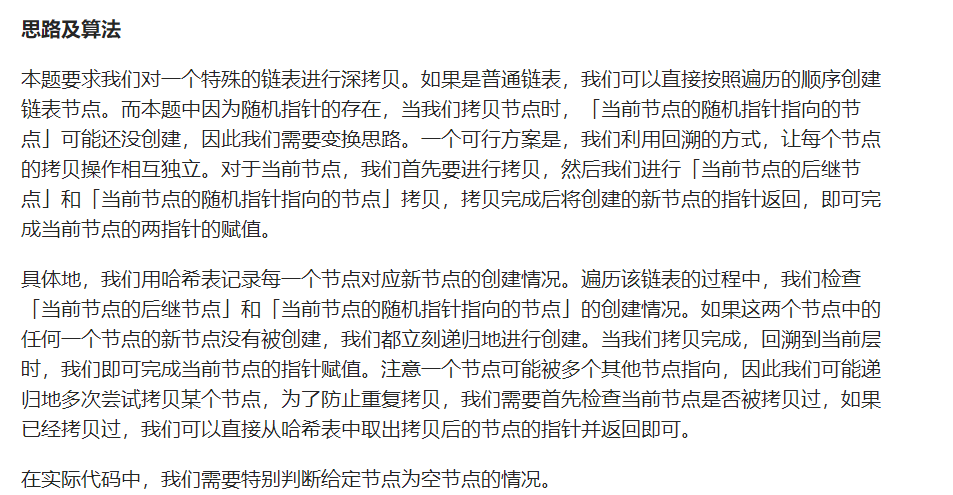 思路及算法
本题要求我们对一个特殊的链表进行深拷贝。如果是普通链表，我们可以直接按照遍历的顺序创建
链表节点。而本题中因为随机指针的存在，当我们拷贝节点时，「当前节点的随机指针指向的节
点」可能还没创建，因此我们需要变换思路。一个可行方案是，我们利用回溯的方式，让每个节点
的拷贝操作相互独立。对于当前节点，我们首先要进行拷贝，然后我们进行「当前节点的后继节
点」和「当前节点的随机指针指向的节点」拷贝，拷贝完成后将创建的新节点的指针返回，即可完
成当前节点的两指针的赋值。
具体地，我们用哈希表记录每一个节点对应新节点的创建情况。遍历该链表的过程中，我们检查
「当前节点的后继节点」和「当前节点的随机指针指向的节点」的创建情况。如果这两个节点中的
任何一个节点的新节点没有被创建，我们都立刻递归地进行创建。当我们拷贝完成，回溯到当前层
时，我们即可完成当前节点的指针赋值。注意一个节点可能被多个其他节点指向，因此我们可能递
归地多次尝试拷贝某个节点，为了防止重复拷贝，我们需要首先检查当前节点是否被拷贝过，如果
已经拷贝过，我们可以直接从哈希表中取出拷贝后的节点的指针并返回即可。
在实际代码中，我们需要特别判断给定节点为空节点的情况。